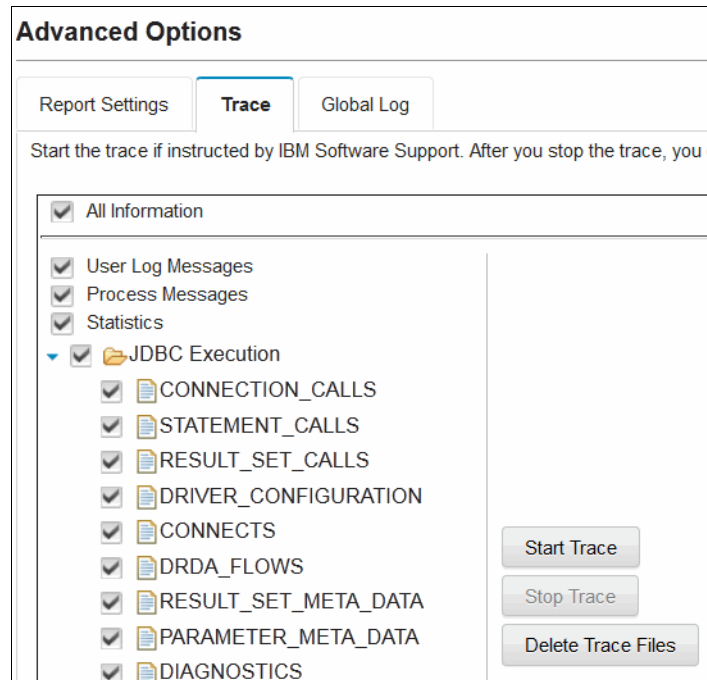 Advanced Options
Report Settings Trace Global Log
Start the trace if instructed by IBM Software Support. After you stop the trace, you
All Information
User Log Messages
Process Messages
Statistics
JDBC Execution
CONNECTION_CALLS
STATEMENT_CALLS
RESULT_SET_CALLS
DRIVER_CONFIGURATION
CONNECTS
DRDA_FLOWS
RESULT_SET_META_DATA
PARAMETER_META_DATA
DIAGNOSTICS
Start Trace
Stop Trace
Delete Trace Files